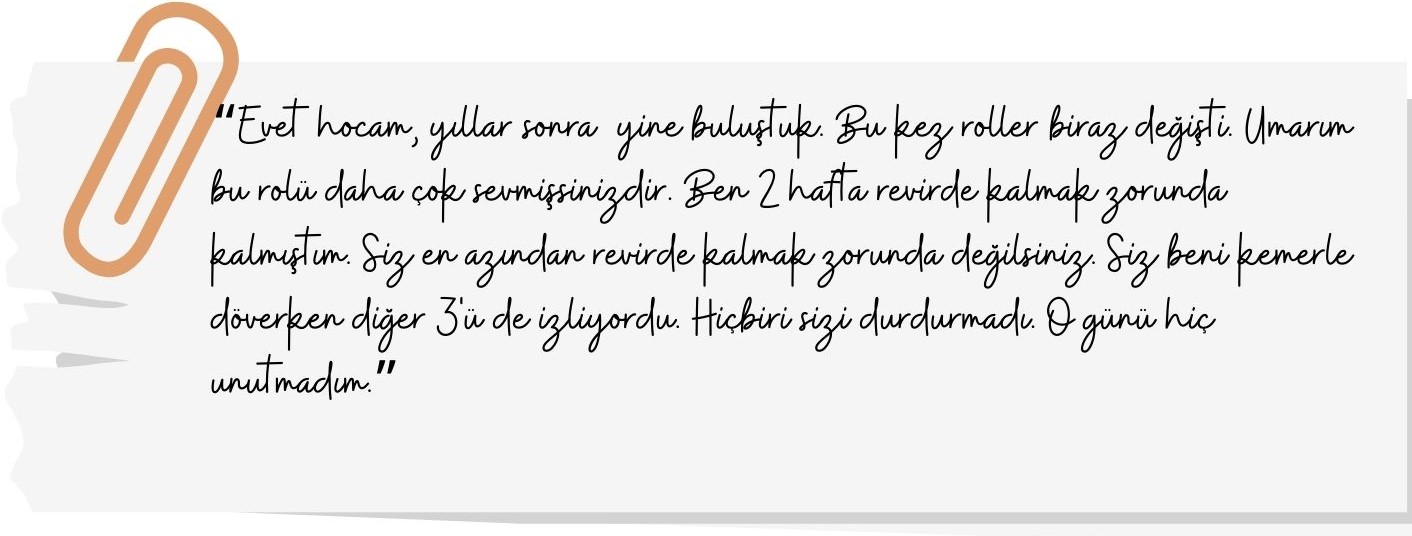 “Evet hocam, yıllar sonra yine buluştuk. Bu kez roller biraz değişti. Umarım
bu rolü daha çok sevmişsinizdir. Ben 2 hafta revirde kalmak zorunda
kalmıştım. Siz en azından revirde kalmak zorunda değilsiniz. Siz beni kemerle
döverken diğer 3'ü de izliyordu. Hiçbiri sizi durdurmadı. O günü hiç
unutmadım.”